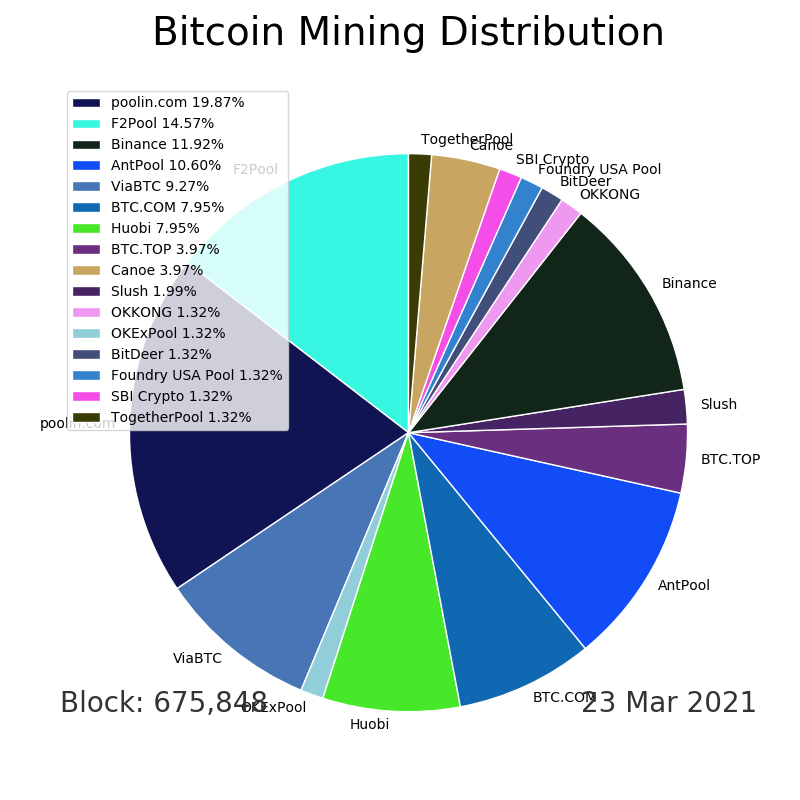 Bitcoin Mining Distribution
poolin.com 19.87%
F2Pool 14.57%
Binance 11.92%
AntPool 10.60%
ViaBTC 9.27%
BTC.COM 7.95%
Huobi 7.95%
BTC.TOP 3.97%
Canoe 3.97%
Slush 1.99%
OKKONG 1.32%
OKExPool 1.32%
BitDeer 1.32%
Foundry USA Pool 1.32%
SBI Crypto 1.32%
TogetherPool 1.32%
TogetherPool
Canoe
SBI Crypto
Foundry USA Pool
BitDeer
OKKONG
F2Pool
Binance
Slush
poolin.com
BTC.TOP
AntPool
ViaBTC
BTC.COM
OKExPool
Huobi
Block: 675,848
23 Mar 2021